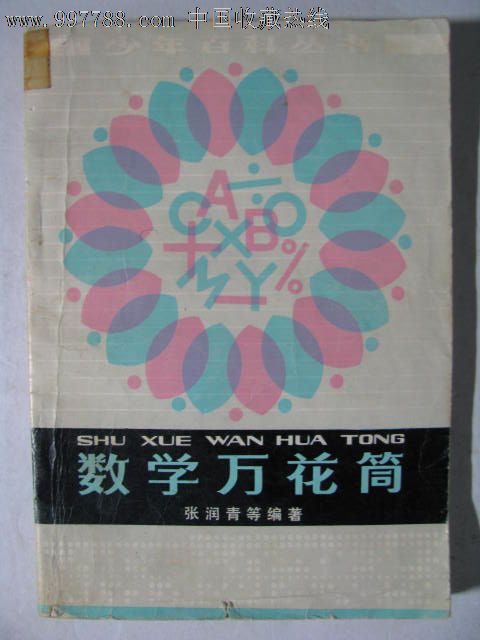 www.997788.com 中国收藏热线
青少年百科丛书
A B C X Y M + − ÷ %
SHU XUE WAN HUA TONG
数学万花筒
张润青等编著